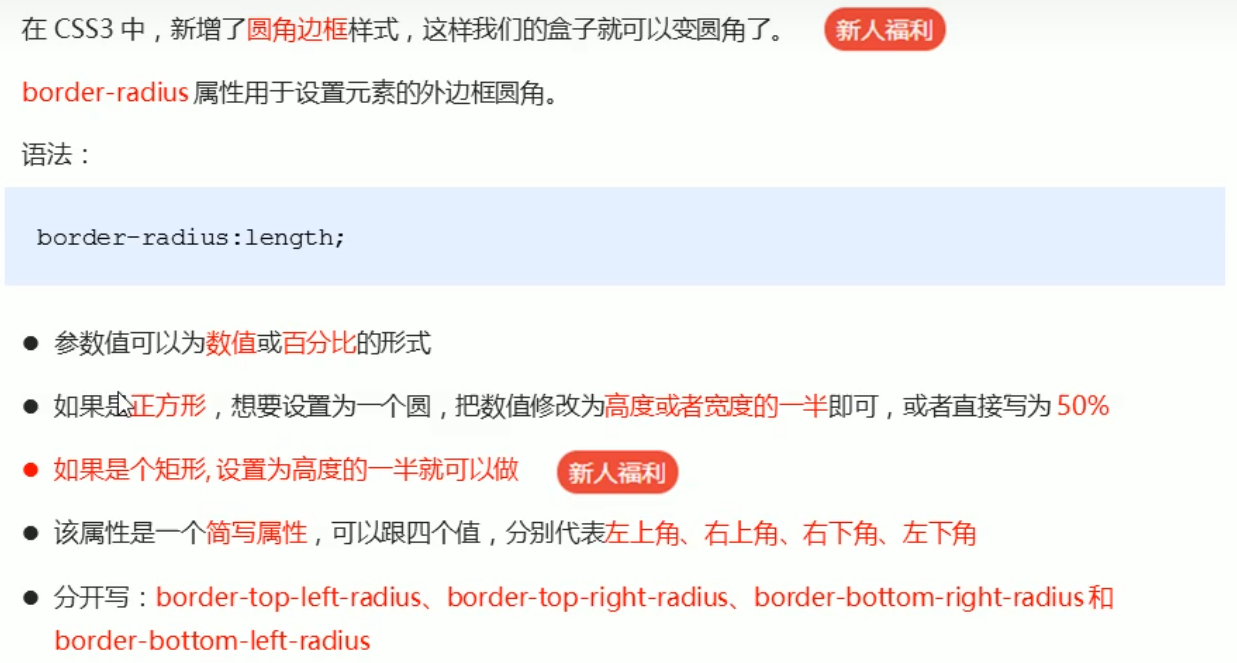 在 CSS3 中，新增了圆角边框样式，这样我们的盒子就可以变圆角了。 新人福利
border-radius 属性用于设置元素的外边框圆角。
语法：
border-radius:length;
● 参数值可以为数值或百分比的形式
● 如果是正方形，想要设置为一个圆，把数值修改为高度或者宽度的一半即可，或者直接写为 50%
● 如果是个矩形, 设置为高度的一半就可以做 新人福利
● 该属性是一个简写属性，可以跟四个值，分别代表左上角、右上角、右下角、左下角
● 分开写：border-top-left-radius、border-top-right-radius、border-bottom-right-radius 和
border-bottom-left-radius